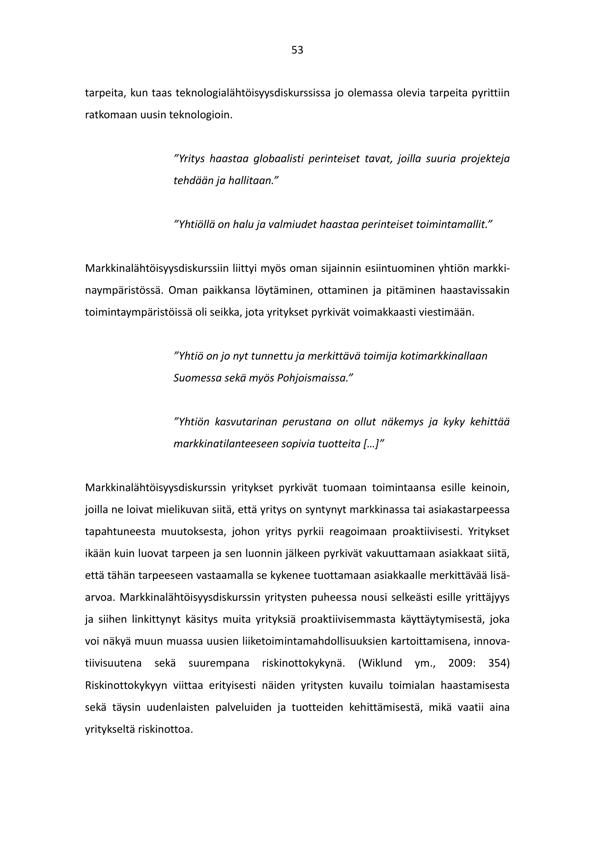 53
tarpeita, kun taas teknologialähtöisyysdiskurssissa jo olemassa olevia tarpeita pyrittiin
ratkomaan uusin teknologioin.
”Yritys haastaa globaalisti perinteiset tavat, joilla suuria projekteja
tehdään ja hallitaan.”
”Yhtiöllä on halu ja valmiudet haastaa perinteiset toimintamallit.”
Markkinalähtöisyysdiskurssiin liittyi myös oman sijainnin esiintuominen yhtiön markki-
naympäristössä. Oman paikkansa löytäminen, ottaminen ja pitäminen haastavissakin
toimintaympäristöissä oli seikka, jota yritykset pyrkivät voimakkaasti viestimään.
”Yhtiö on jo nyt tunnettu ja merkittävä toimija kotimarkkinallaan
Suomessa sekä myös Pohjoismaissa.”
”Yhtiön kasvutarinan perustana on ollut näkemys ja kyky kehittää
markkinatilanteeseen sopivia tuotteita […]”
Markkinalähtöisyysdiskurssin yritykset pyrkivät tuomaan toimintaansa esille keinoin,
joilla ne loivat mielikuvan siitä, että yritys on syntynyt markkinassa tai asiakastarpeessa
tapahtuneesta muutoksesta, johon yritys pyrkii reagoimaan proaktiivisesti. Yritykset
ikään kuin luovat tarpeen ja sen luonnin jälkeen pyrkivät vakuuttamaan asiakkaat siitä,
että tähän tarpeeseen vastaamalla se kykenee tuottamaan asiakkaalle merkittävää lisä-
arvoa. Markkinalähtöisyysdiskurssin yritysten puheessa nousi selkeästi esille yrittäjyys
ja siihen linkittynyt käsitys muita yrityksiä proaktiivisemmasta käyttäytymisestä, joka
voi näkyä muun muassa uusien liiketoimintamahdollisuuksien kartoittamisena, innova-
tiivisuutena sekä suurempana riskinottokykynä. (Wiklund ym., 2009: 354)
Riskinottokykyyn viittaa erityisesti näiden yritysten kuvailu toimialan haastamisesta
sekä täysin uudenlaisten palveluiden ja tuotteiden kehittämisestä, mikä vaatii aina
yritykseltä riskinottoa.